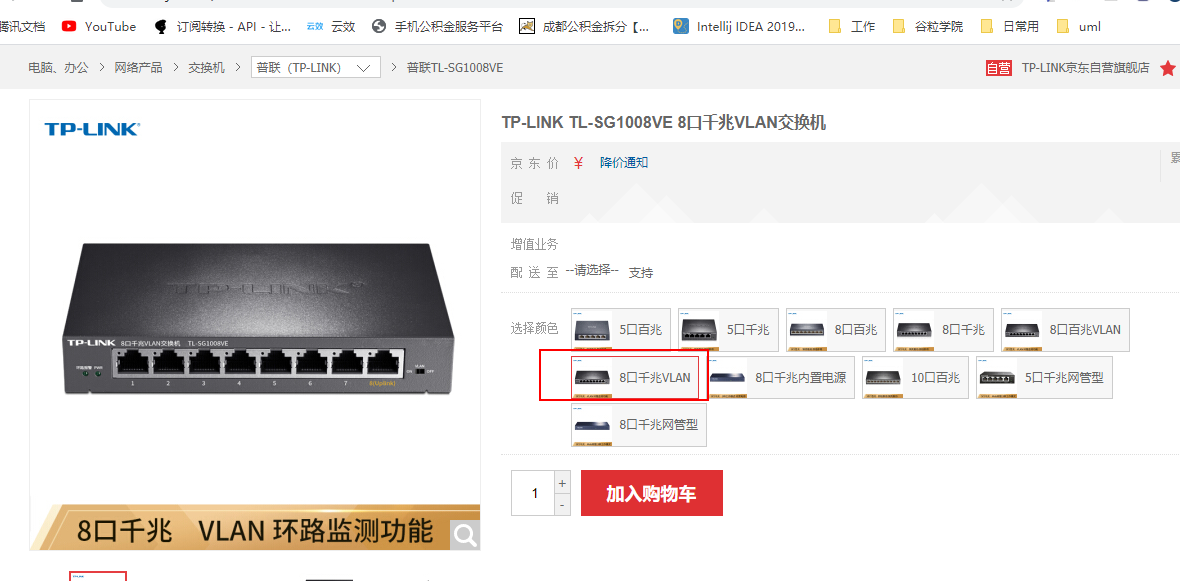 腾讯文档 YouTube 订阅转换 - API - 让... 云效 云效 手机公积金服务平台 成都公积金拆分【... Intellij IDEA 2019... 工作 谷粒学院 日常用 uml
电脑、办公 > 网络产品 > 交换机 > 普联（TP-LINK） > 普联TL-SG1008VE 自营 TP-LINK京东自营旗舰店
TP-LINK
TP-LINK TL-SG1008VE 8口千兆VLAN交换机
京东价 ￥ 降价通知
累
促销
增值业务
配送至 --请选择-- 支持
选择颜色 5口百兆 5口千兆 8口百兆 8口千兆 8口百兆VLAN
8口千兆VLAN 8口千兆内置电源 10口百兆 5口千兆网管型
8口千兆网管型
TP-LINK
TP-LINK 8口千兆VLAN交换机 TL-SG1008VE
1 2 3 4 5 6 7 8(Uplink)
VLAN
ON OFF
1 + -
加入购物车
8口千兆 VLAN 环路监测功能